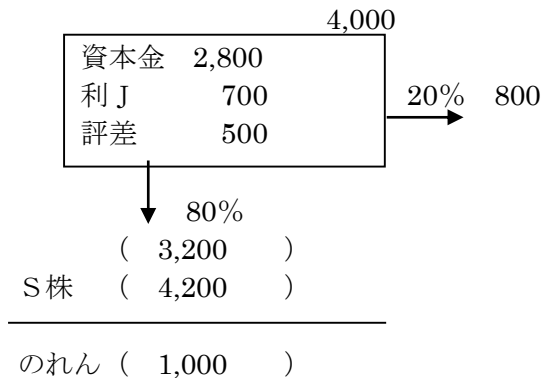 4,000
資本金 2,800
利J 700
評差 500
20% 800
80%
( 3,200 )
S株 ( 4,200 )
のれん ( 1,000 )